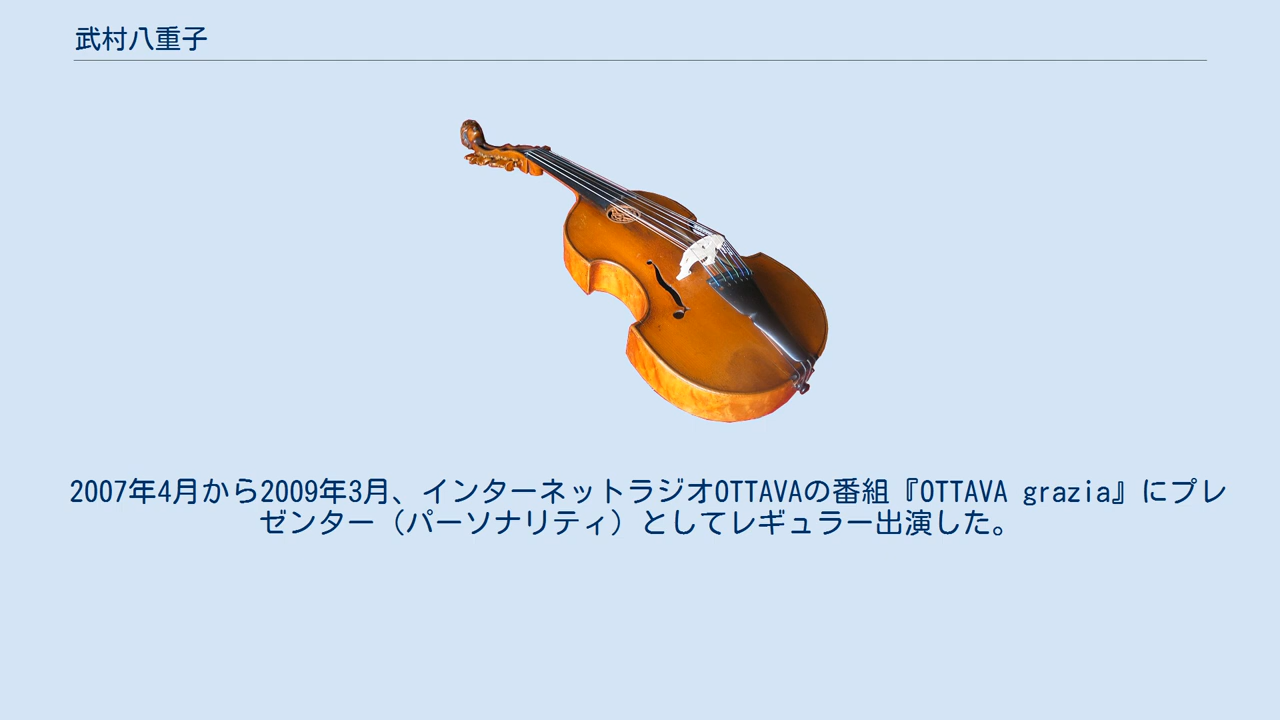 武村八重子
2007年4月から2009年3月、インターネットラジオOTTAVAの番組『OTTAVA grazia』にプレ
ゼンター（パーソナリティ）としてレギュラー出演した。